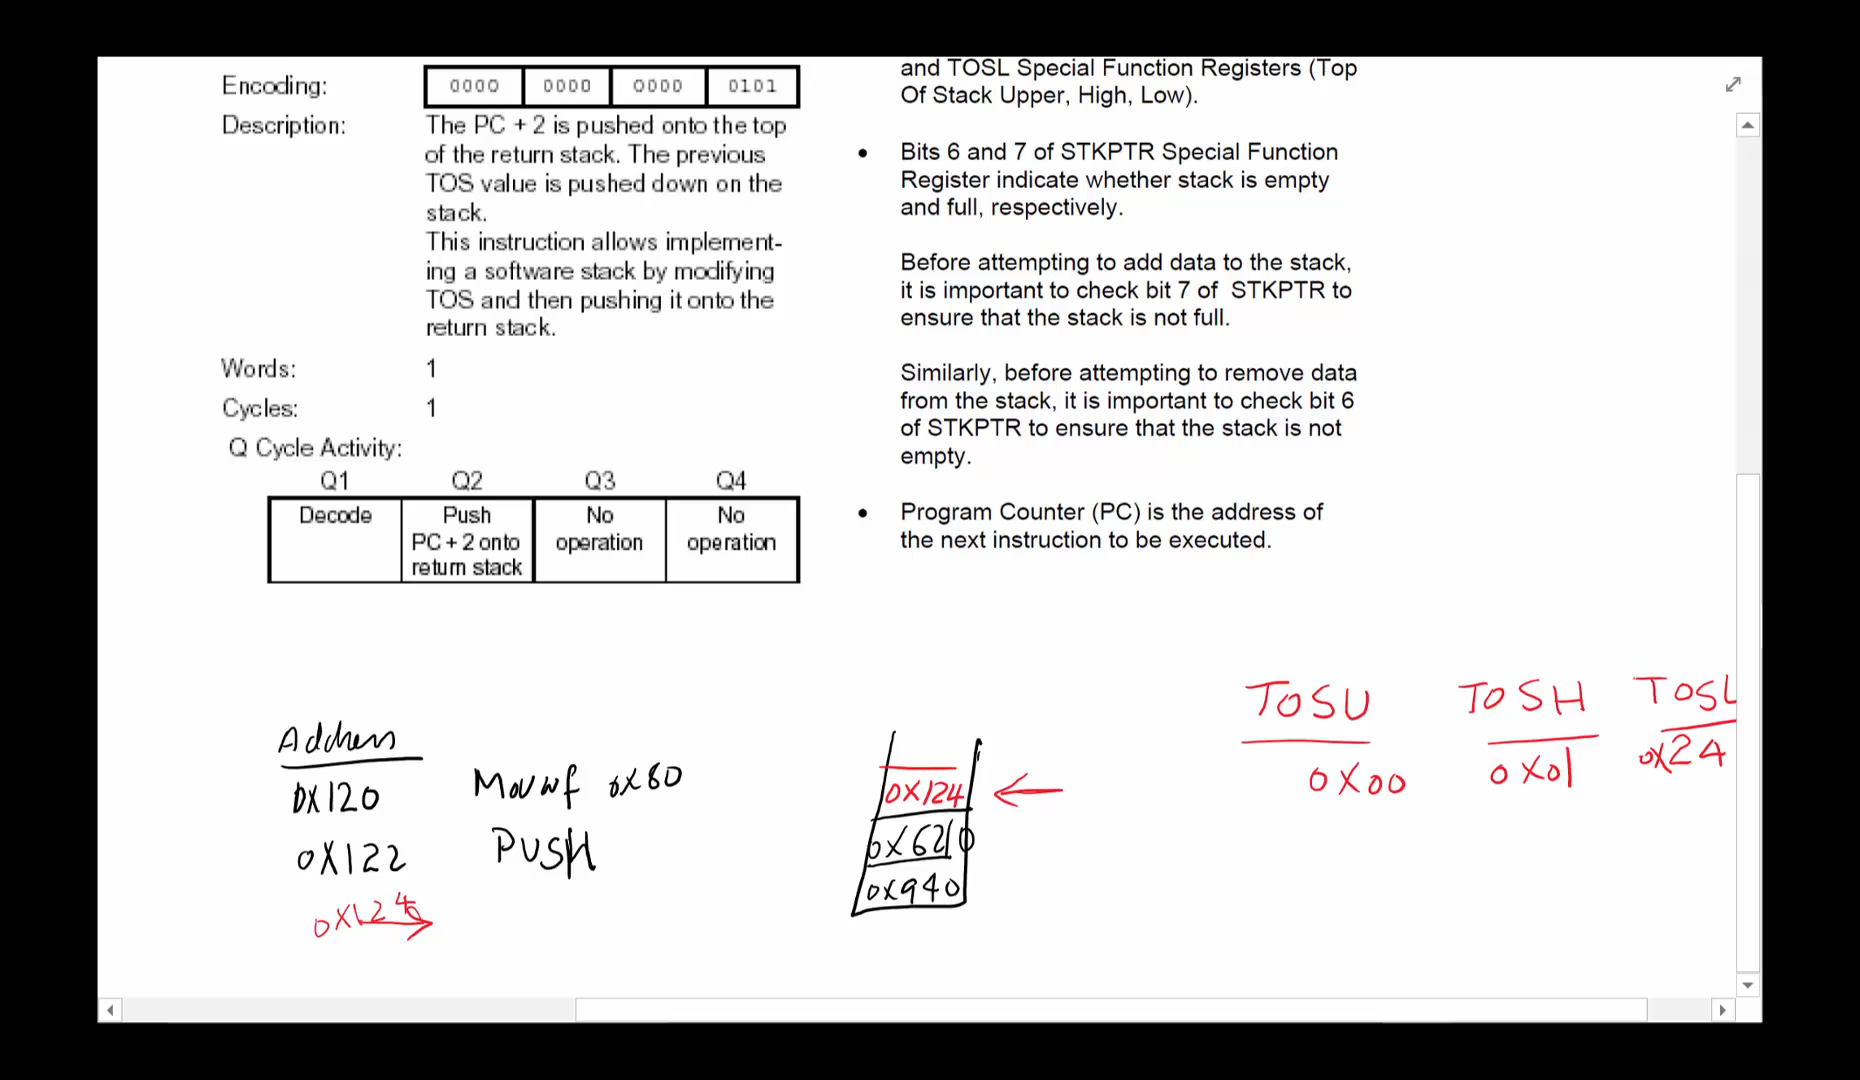 Encoding: 0000 0000 0000 0101
Description: The PC + 2 is pushed onto the top
of the return stack. The previous
TOS value is pushed down on the
stack.
This instruction allows implement-
ing a software stack by modifying
TOS and then pushing it onto the
return stack.
Words: 1
Cycles: 1
Q Cycle Activity:
Q1 Q2 Q3 Q4
Decode Push No No
PC + 2 onto operation operation
return stack
and TOSL Special Function Registers (Top
Of Stack Upper, High, Low).
• Bits 6 and 7 of STKPTR Special Function
Register indicate whether stack is empty
and full, respectively.
Before attempting to add data to the stack,
it is important to check bit 7 of STKPTR to
ensure that the stack is not full.
Similarly, before attempting to remove data
from the stack, it is important to check bit 6
of STKPTR to ensure that the stack is not
empty.
• Program Counter (PC) is the address of
the next instruction to be executed.
Address
0X120 Movwf 0X80
0X122 PUSH
0X124
0X124
0X620
0X940
TOSU TOSH TOSL
0X00 0X01 0X24